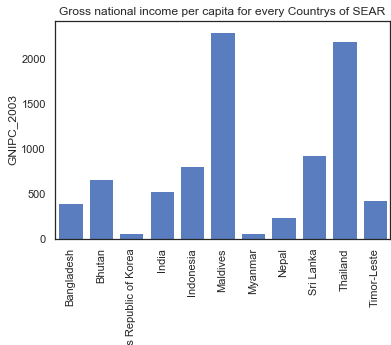 Gross national income per capita for every Countrys of SEAR
GNIPC_2003
2000
1500
1000
500
0
Bangladesh
Bhutan
s Republic of Korea
India
Indonesia
Maldives
Myanmar
Nepal
Sri Lanka
Thailand
Timor-Leste